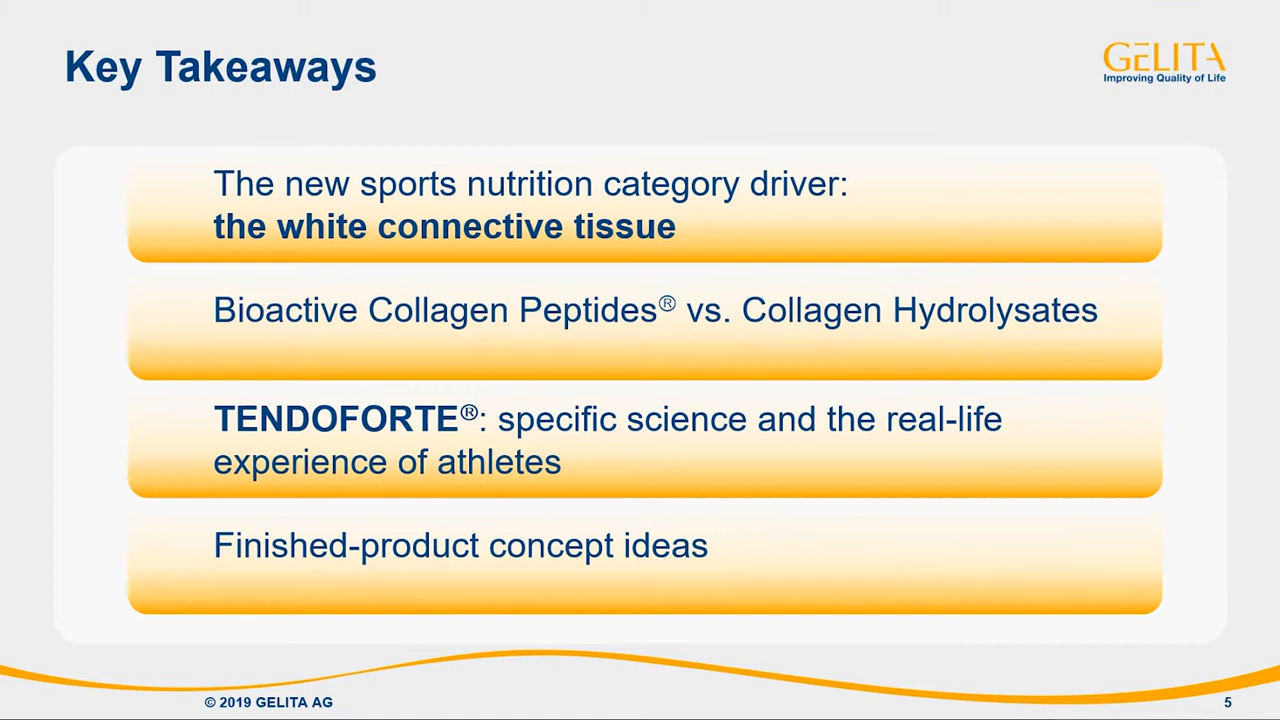 Key Takeaways
GELITA
Improving Quality of Life
The new sports nutrition category driver:
the white connective tissue
Bioactive Collagen Peptides® vs. Collagen Hydrolysates
TENDOFORTE®: specific science and the real-life
experience of athletes
Finished-product concept ideas
© 2019 GELITA AG
5